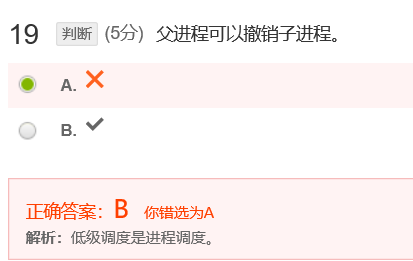 19 判断 (5分) 父进程可以撤销子进程。
A. ✕
B. ✓
正确答案：B 你错选为A
解析：低级调度是进程调度。